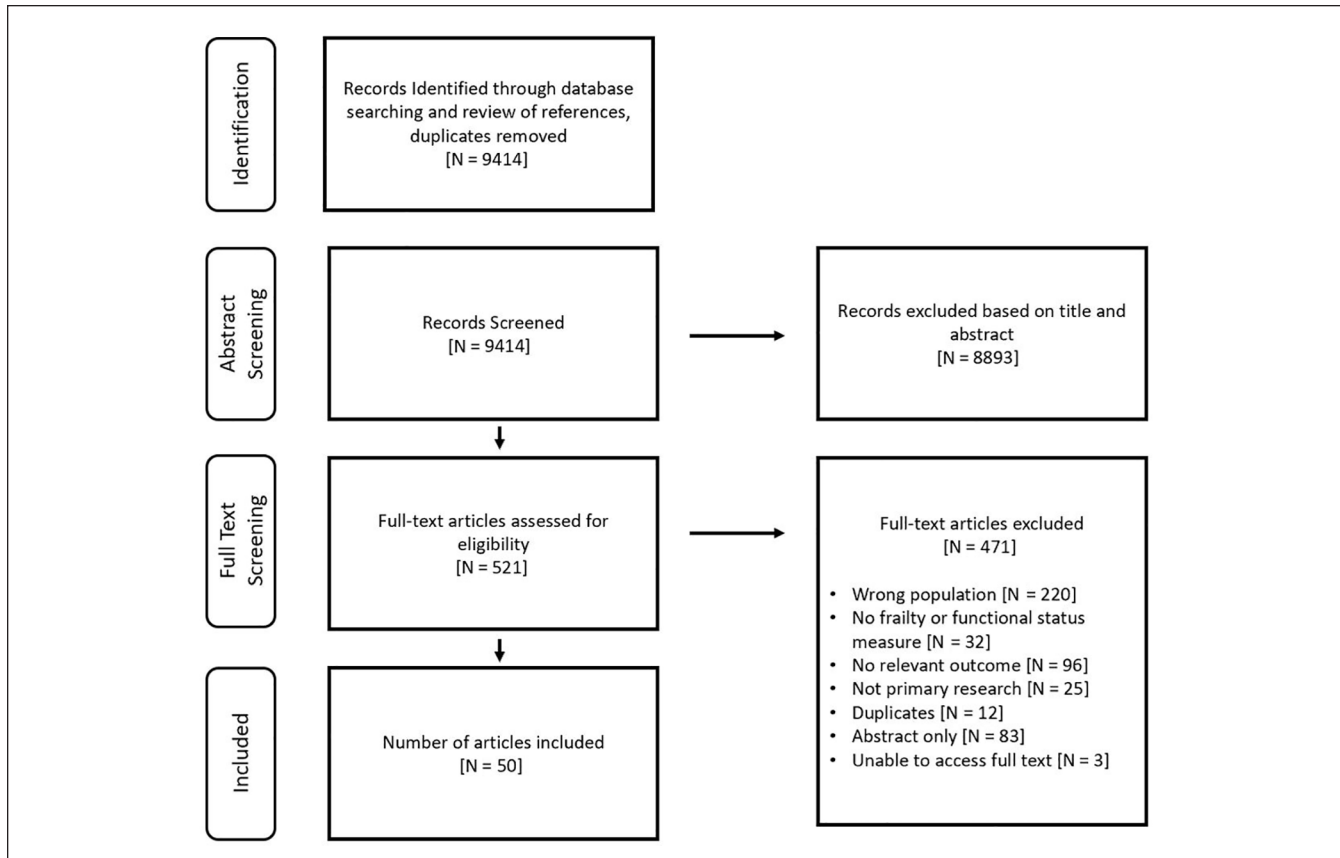 Identification
Records Identified through database
searching and review of references,
duplicates removed
[N = 9414]
Abstract
Screening
Records Screened
[N = 9414]
Records excluded based on title and
abstract
[N = 8893]
Full Text
Screening
Full-text articles assessed for
eligibility
[N = 521]
Full-text articles excluded
[N = 471]
• Wrong population [N = 220]
• No frailty or functional status
measure [N = 32]
• No relevant outcome [N = 96]
• Not primary research [N = 25]
• Duplicates [N = 12]
• Abstract only [N = 83]
• Unable to access full text [N = 3]
Included
Number of articles included
[N = 50]